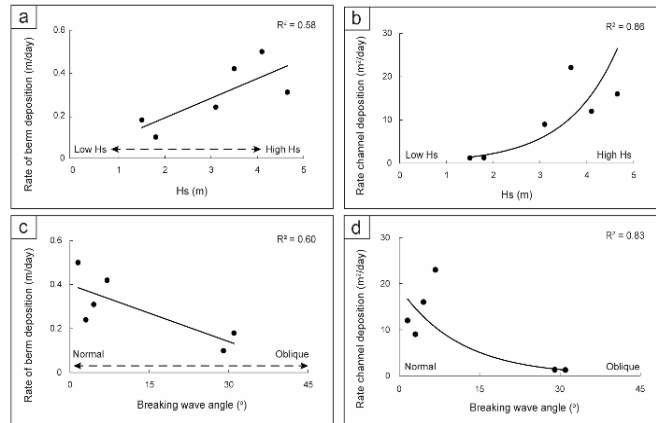 a
R² = 0.58
Rate of berm deposition (m/day)
0.6
0.4
0.2
0
Low Hs
High Hs
0 1 2 3 4 5
Hs (m)
b
R² = 0.86
Rate channel deposition (m²/day)
30
20
10
0
Low Hs
High Hs
0 1 2 3 4 5
Hs (m)
c
R² = 0.60
Rate of berm deposition (m/day)
0.6
0.4
0.2
0
Normal
Oblique
0 15 30 45
Breaking wave angle (°)
d
R² = 0.83
Rate channel deposition (m²/day)
30
20
10
0
Normal
Oblique
0 15 30 45
Breaking wave angle (°)